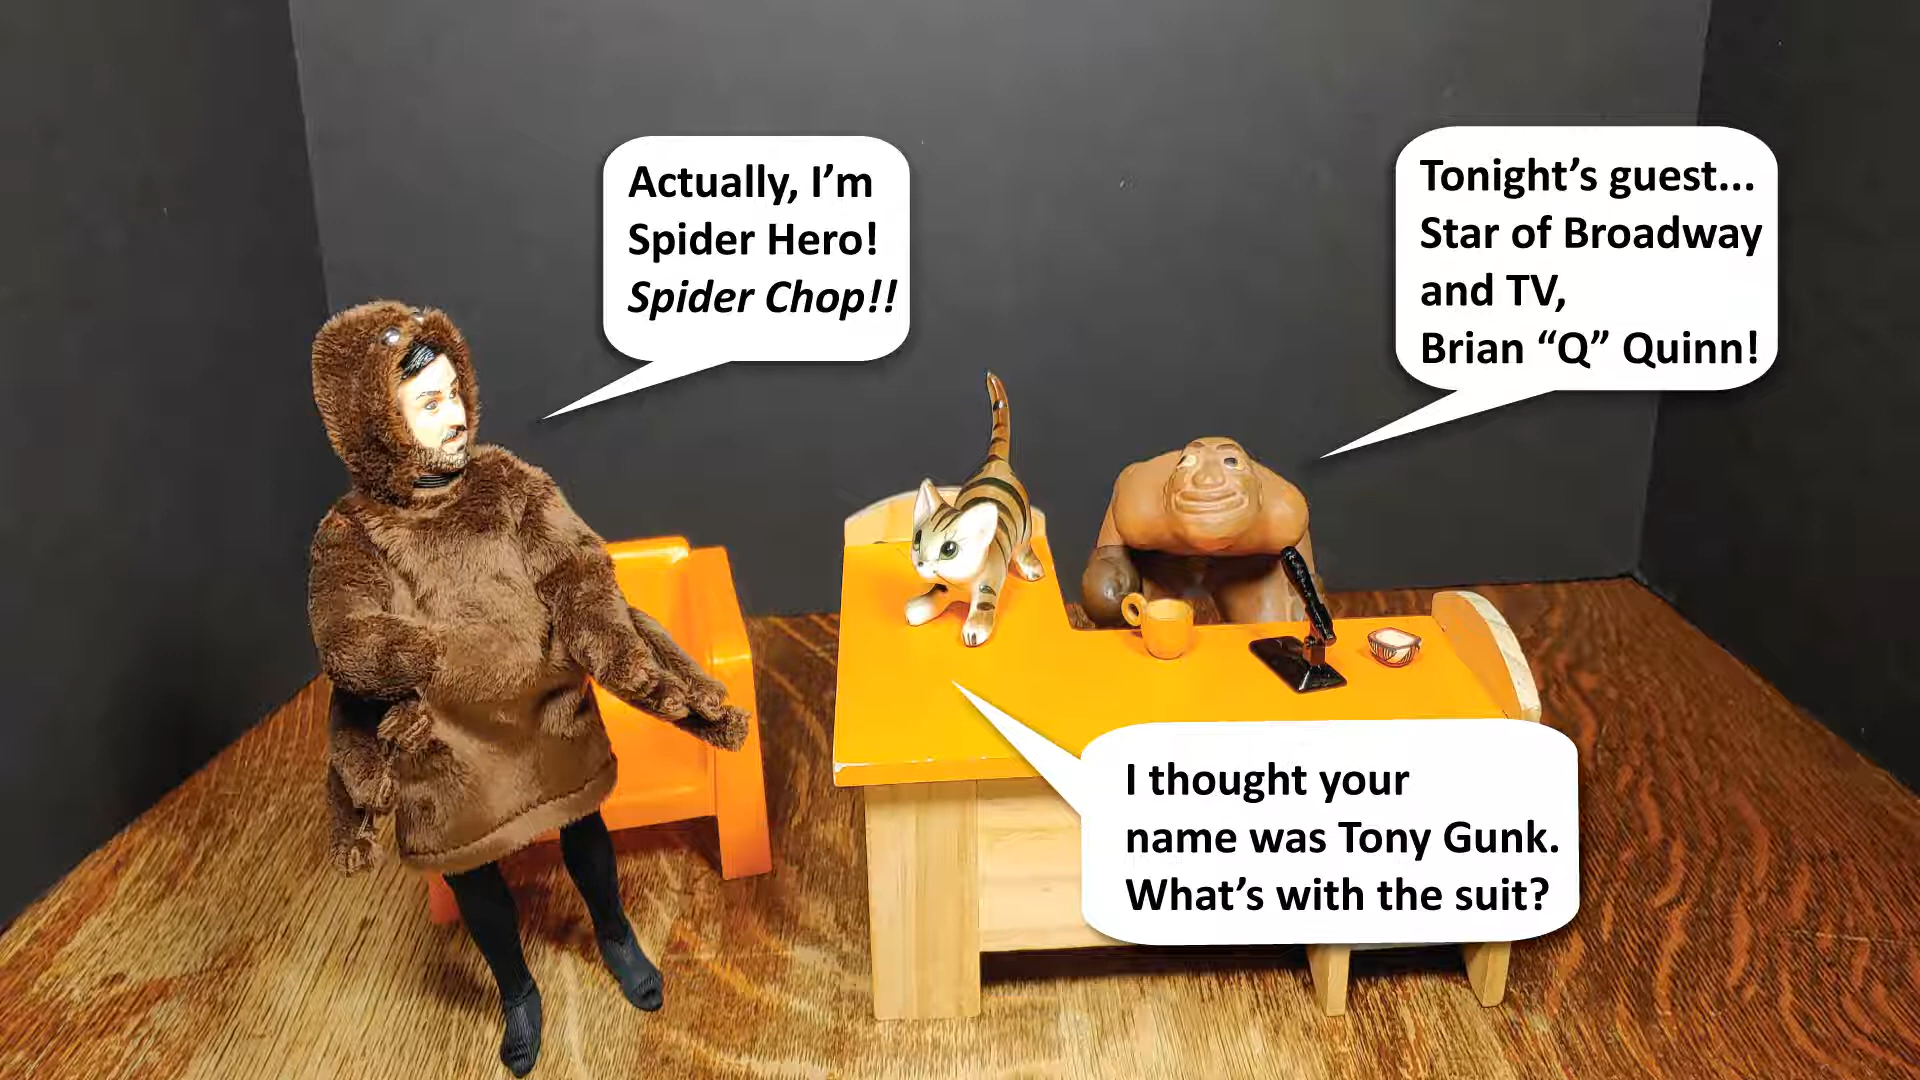 Tonight’s guest...
Star of Broadway
and TV,
Brian “Q” Quinn!
Actually, I’m
Spider Hero!
Spider Chop!!
I thought your
name was Tony Gunk.
What’s with the suit?